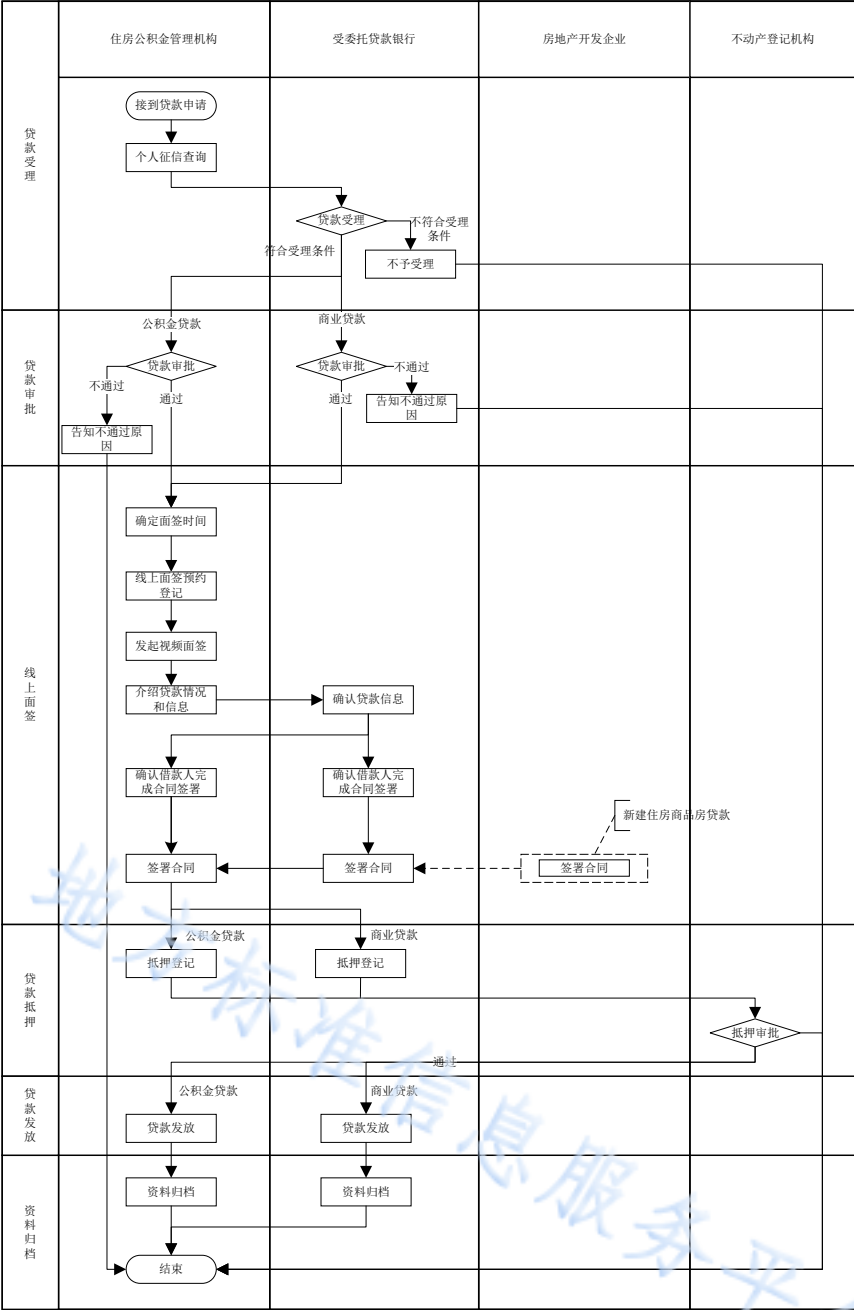 住房公积金管理机构
受委托贷款银行
房地产开发企业
不动产登记机构
贷款受理
接到贷款申请
个人征信查询
贷款受理
不符合受理
条件
符合受理条件
不予受理
贷款审批
公积金贷款
商业贷款
贷款审批
贷款审批
不通过
不通过
通过
通过
告知不通过原
因
告知不通过原
因
线上面签
确定面签时间
线上面签预约
登记
发起视频面签
介绍贷款情况
和信息
确认贷款信息
确认借款人完
成合同签署
确认借款人完
成合同签署
新建住房商品房贷款
签署合同
签署合同
签署合同
贷款抵押
公积金贷款
商业贷款
抵押登记
抵押登记
抵押审批
通过
贷款发放
公积金贷款
商业贷款
贷款发放
贷款发放
资料归档
资料归档
资料归档
结束
地方标准信息服务平